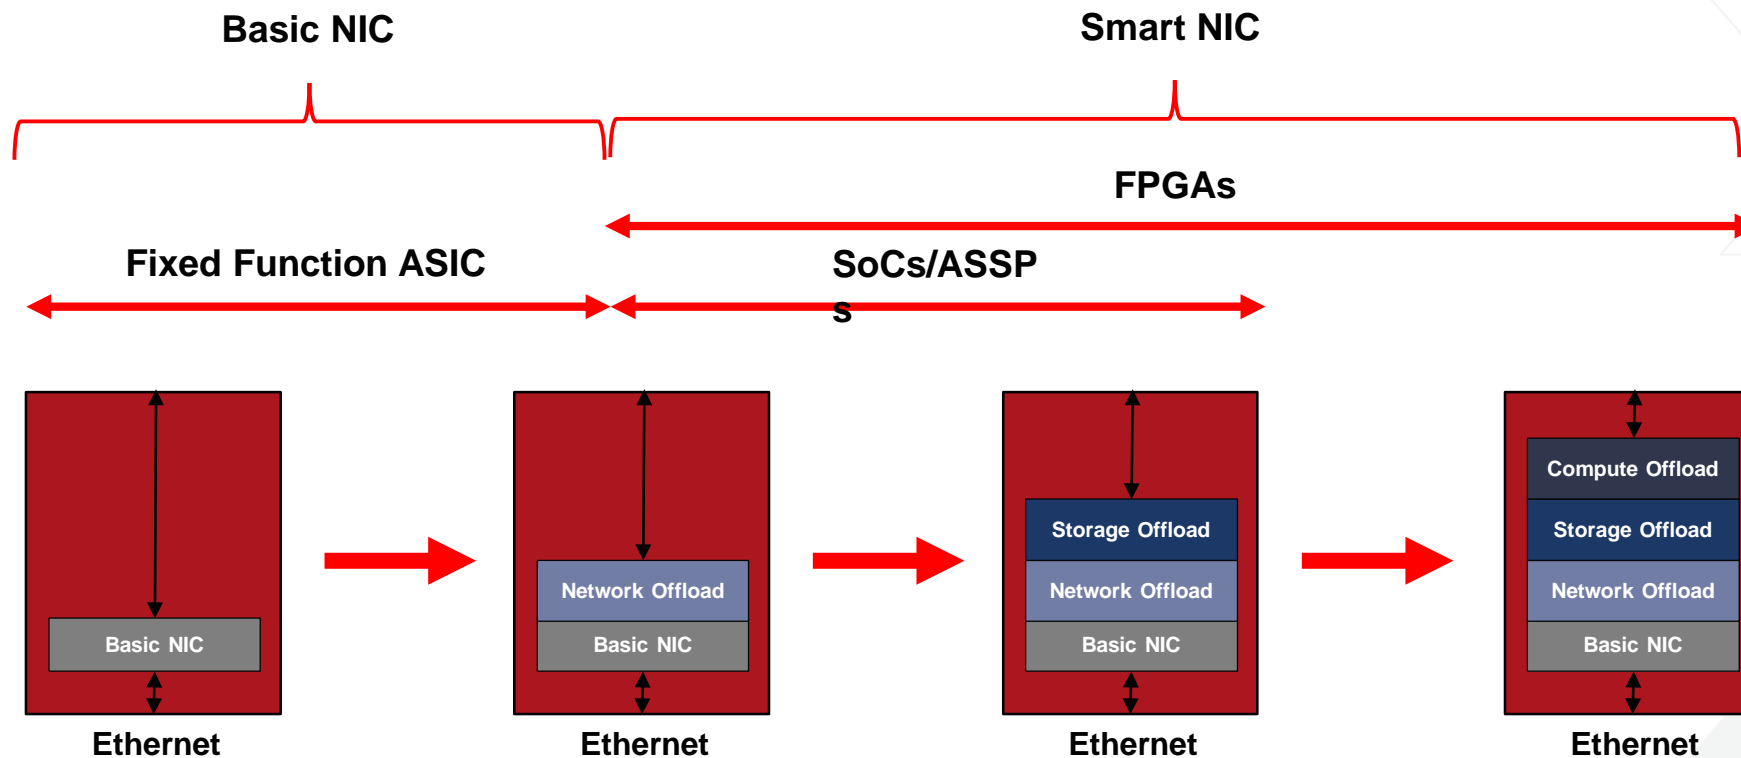 Basic NIC
Smart NIC
FPGAs
Fixed Function ASIC
SoCs/ASSP
s
Basic NIC
Ethernet
Network Offload
Basic NIC
Ethernet
Storage Offload
Network Offload
Basic NIC
Ethernet
Compute Offload
Storage Offload
Network Offload
Basic NIC
Ethernet